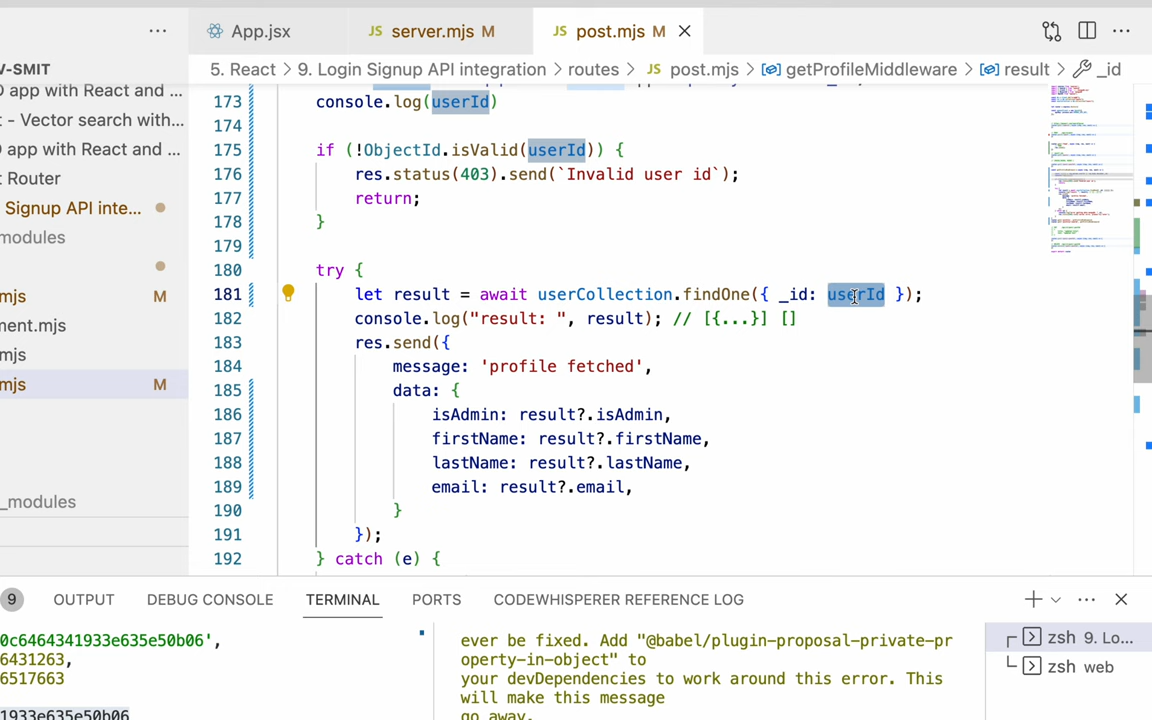 App.jsx
JS server.mjs M
JS post.mjs M
V-SMIT
5. React > 9. Login Signup API integration > routes > JS post.mjs > getProfileMiddleware > result > _id
app with React and ...
t - Vector search with...
app with React and ...
t Router
Signup API inte...
modules
mjs M
ment.mjs
mjs
mjs M
_modules
173 console.log(userId)
174
175 if (!ObjectId.isValid(userId)) {
176 res.status(403).send(`Invalid user id`);
177 return;
178 }
179
180 try {
181 let result = await userCollection.findOne({ _id: userId });
182 console.log("result: ", result); // [{...}] []
183 res.send({
184 message: 'profile fetched',
185 data: {
186 isAdmin: result?.isAdmin,
187 firstName: result?.firstName,
188 lastName: result?.lastName,
189 email: result?.email,
190 }
191 });
192 } catch (e) {
9 OUTPUT DEBUG CONSOLE TERMINAL PORTS CODEWHISPERER REFERENCE LOG
0c6464341933e635e50b06',
6431263,
6517663
1933e635e50b06
ever be fixed. Add "@babel/plugin-proposal-private-pr
operty-in-object" to
your devDependencies to work around this error. This
will make this message
go away.
zsh 9. Lo...
zsh web